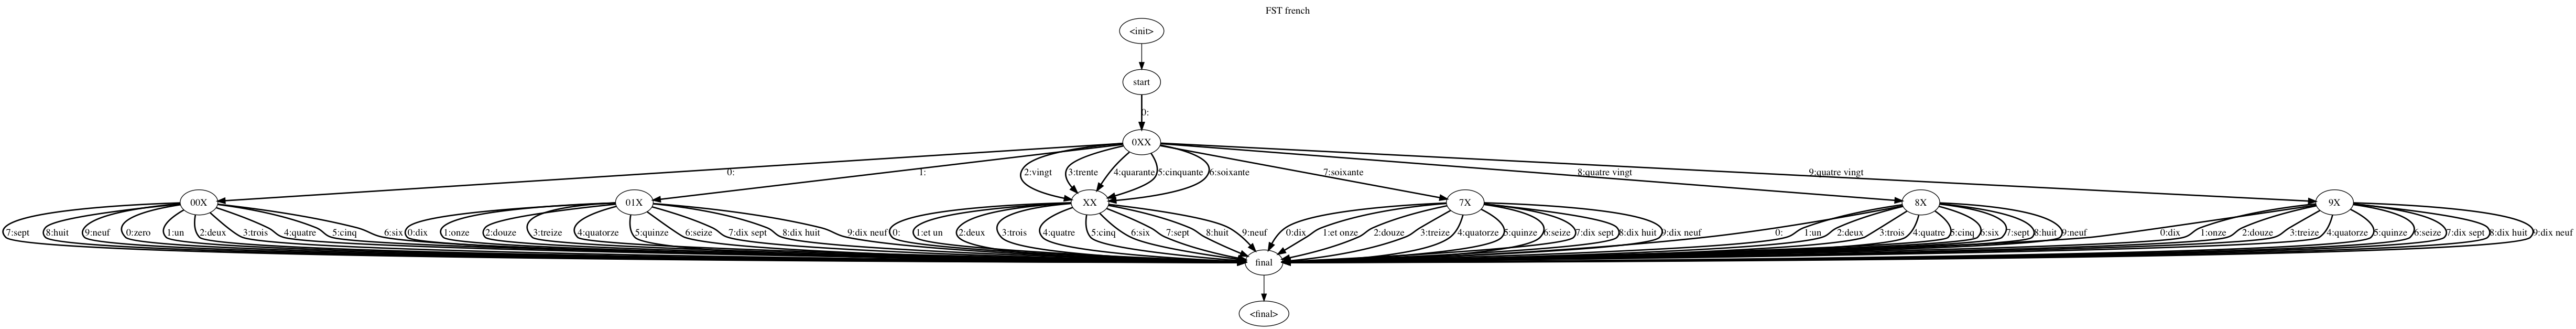 FST french
<init>
start
0:
0XX
0:
1:
2:vingt
3:trente
4:quarante
5:cinquante
6:soixante
7:soixante
8:quatre vingt
9:quatre vingt
00X
01X
XX
7X
8X
9X
7:sept
8:huit
9:neuf
0:zero
1:un
2:deux
3:trois
4:quatre
5:cinq
6:six
0:dix
1:onze
2:douze
3:treize
4:quatorze
5:quinze
6:seize
7:dix sept
8:dix huit
9:dix neuf
0:
1:et un
2:deux
3:trois
4:quatre
5:cinq
6:six
7:sept
8:huit
9:neuf
0:dix
1:et onze
2:douze
3:treize
4:quatorze
5:quinze
6:seize
7:dix sept
8:dix huit
9:dix neuf
0:
1:un
2:deux
3:trois
4:quatre
5:cinq
6:six
7:sept
8:huit
9:neuf
0:dix
1:onze
2:douze
3:treize
4:quatorze
5:quinze
6:seize
7:dix sept
8:dix huit
9:dix neuf
final
<final>